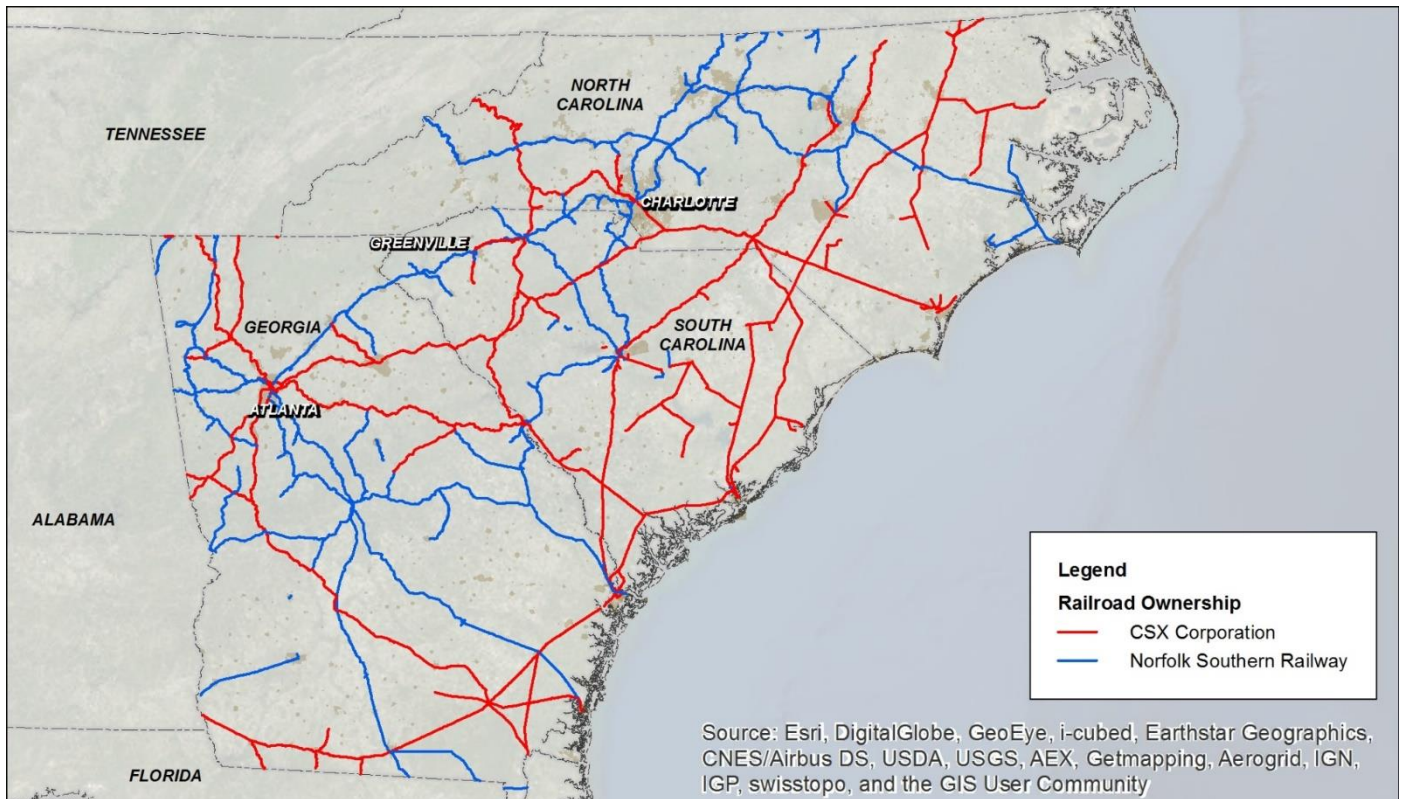 NORTH
CAROLINA
TENNESSEE
CHARLOTTE
GREENVILLE
GEORGIA
SOUTH
CAROLINA
ATLANTA
ALABAMA
FLORIDA
Legend
Railroad Ownership
CSX Corporation
Norfolk Southern Railway
Source: Esri, DigitalGlobe, GeoEye, i-cubed, Earthstar Geographics,
CNES/Airbus DS, USDA, USGS, AEX, Getmapping, Aerogrid, IGN,
IGP, swisstopo, and the GIS User Community